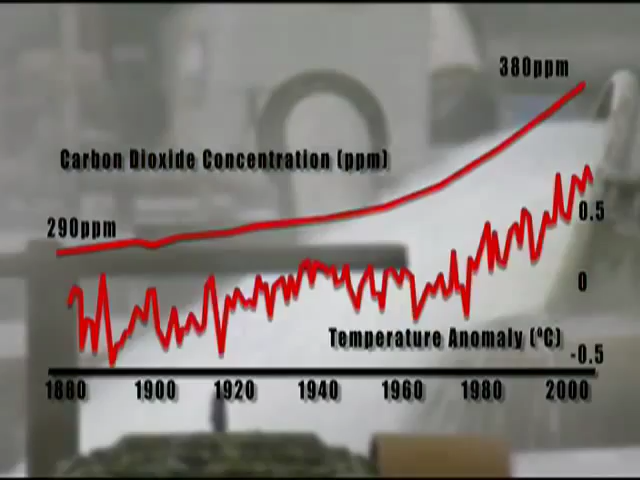 380ppm
Carbon Dioxide Concentration (ppm)
290ppm
0.5
0
Temperature Anomaly (ºC)
-0.5
1880 1900 1920 1940 1960 1980 2000